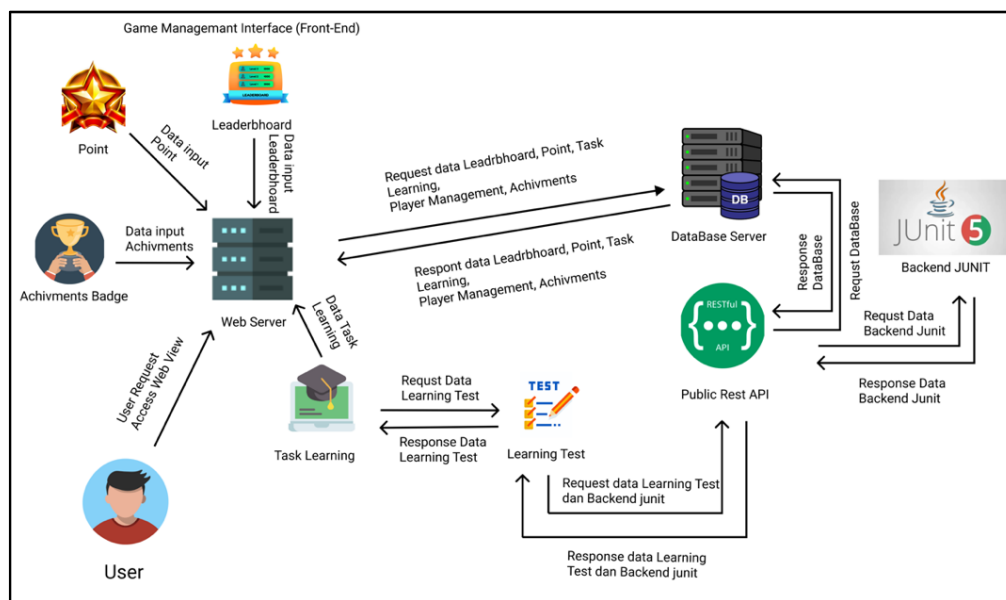 Game Managemant Interface (Front-End)
LEADERBOARD
Leaderbhoard
Point
Data input
Point
Data input
Leaderboard
Request data Leadrbhoard, Point, Task
Learning,
Player Management, Achivments
DB
DataBase Server
JUnit 5
Backend JUNIT
Data input
Achivments
Achivments Badge
Web Server
Respont data Leadrbhoard, Point, Task
Learning,
Player Management, Achivments
Response
DataBase
Requst DataBase
RESTful
{•••}
API
Public Rest API
Requst Data
Backend Junit
Response Data
Backend Junit
Data Task
Learning
User Request
Access Web View
Task Learning
Requst Data
Learning Test
Response Data
Learning Test
TEST
Learning Test
Request data Learning Test
dan Backend junit
Response data Learning
Test dan Backend junit
User